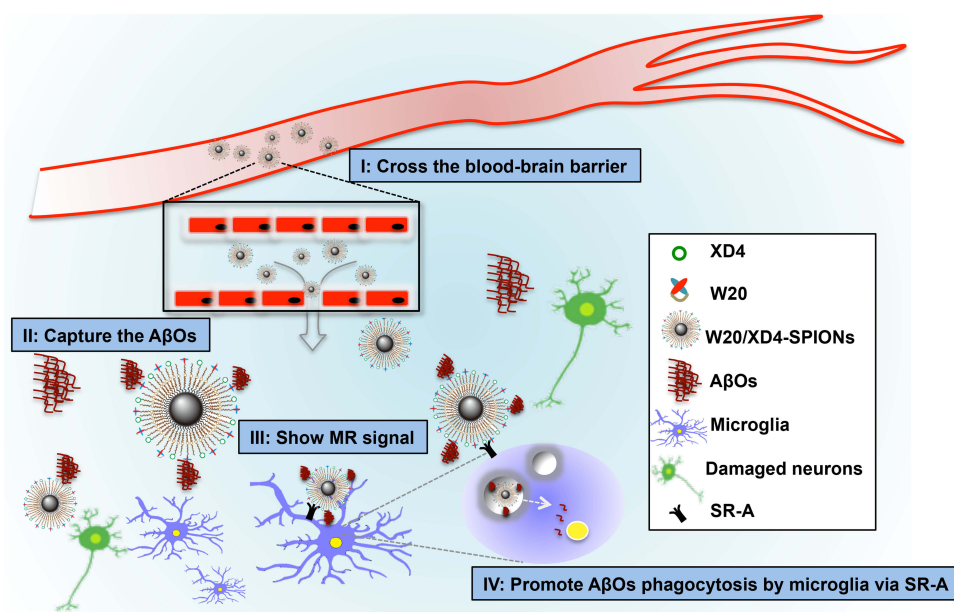 I: Cross the blood-brain barrier
II: Capture the AβOs
III: Show MR signal
IV: Promote AβOs phagocytosis by microglia via SR-A
XD4
W20
W20/XD4-SPIONs
AβOs
Microglia
Damaged neurons
SR-A